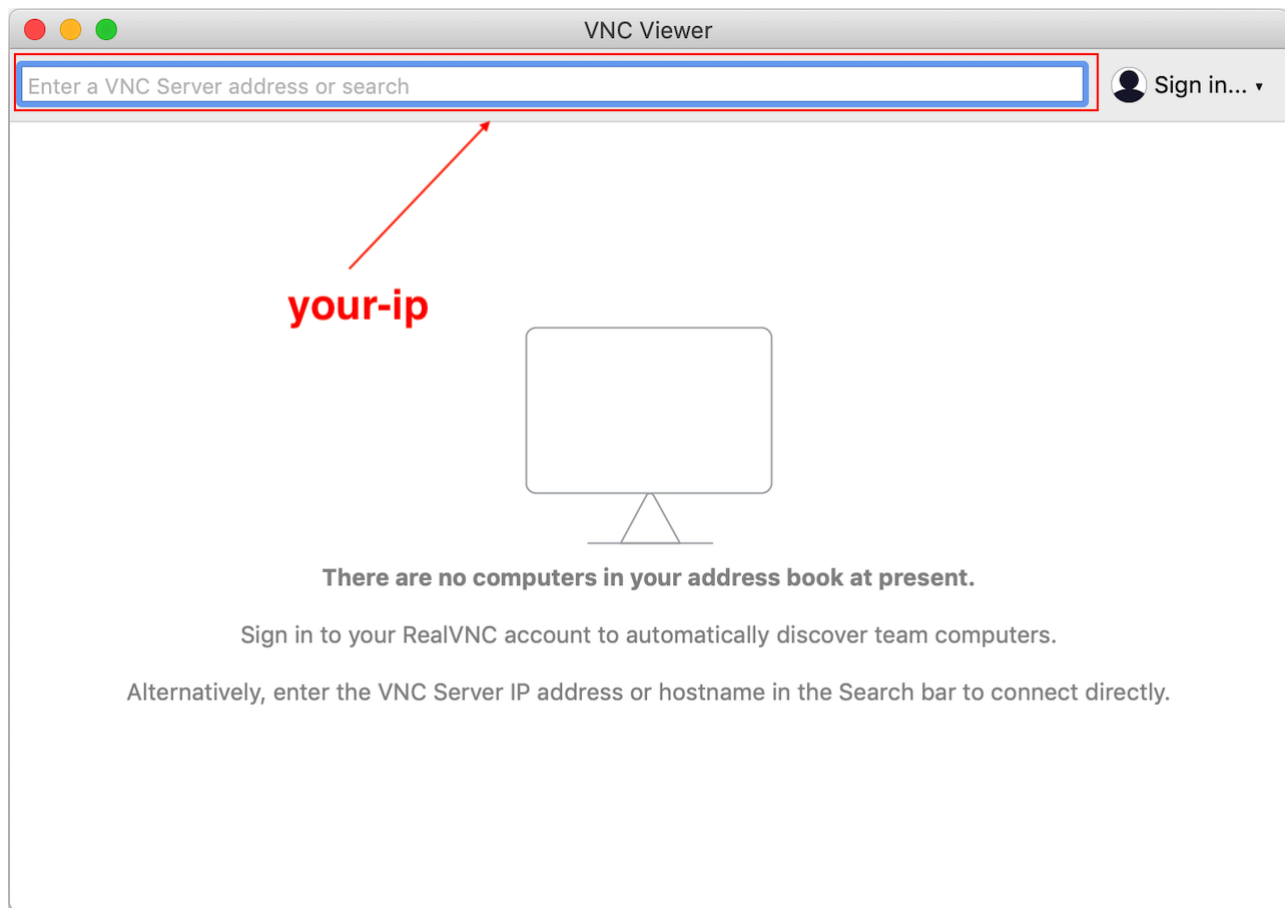 VNC Viewer
Enter a VNC Server address or search
Sign in...
your-ip
There are no computers in your address book at present.
Sign in to your RealVNC account to automatically discover team computers.
Alternatively, enter the VNC Server IP address or hostname in the Search bar to connect directly.